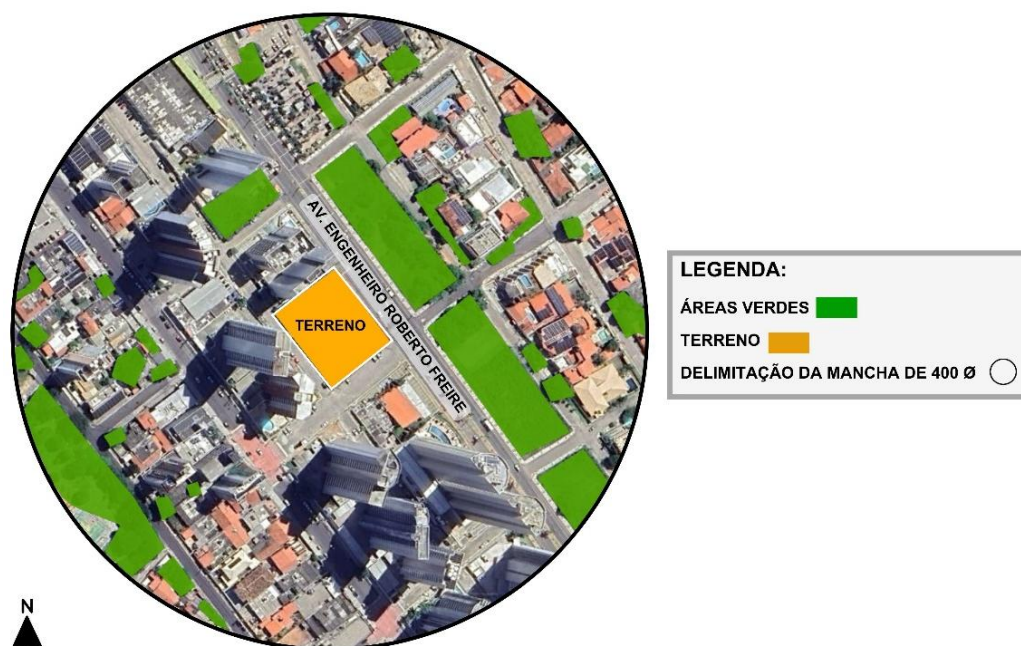 AV. ENGENHEIRO ROBERTO FREIRE
TERRENO
LEGENDA:
ÁREAS VERDES
TERRENO
DELIMITAÇÃO DA MANCHA DE 400 Ø
N